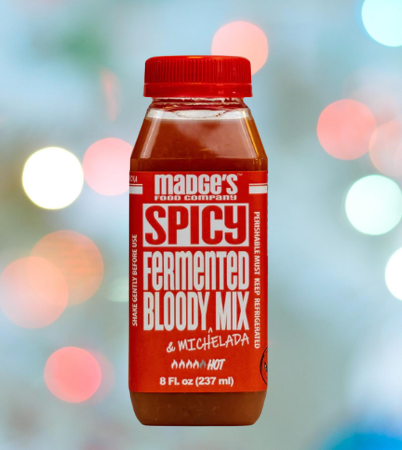 MADGE'S™
FOOD COMPANY
SPICY
FERMENTED
BLOODY MIX
^
& MICHELADA
HOT
8 Fl. oz (237 ml)
SHAKE GENTLY BEFORE USE
PERISHABLE MUST KEEP REFRIGERATED